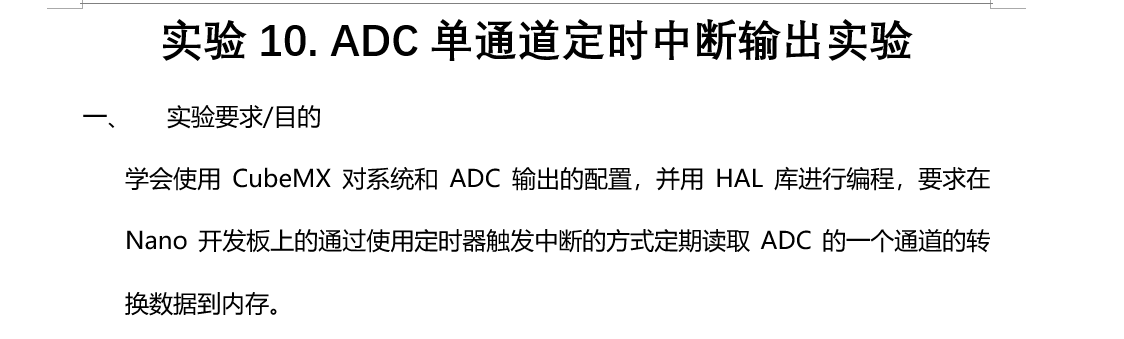 实验 10. ADC 单通道定时中断输出实验
一、 实验要求/目的
学会使用 CubeMX 对系统和 ADC 输出的配置，并用 HAL 库进行编程，要求在
Nano 开发板上的通过使用定时器触发中断的方式定期读取 ADC 的一个通道的转
换数据到内存。